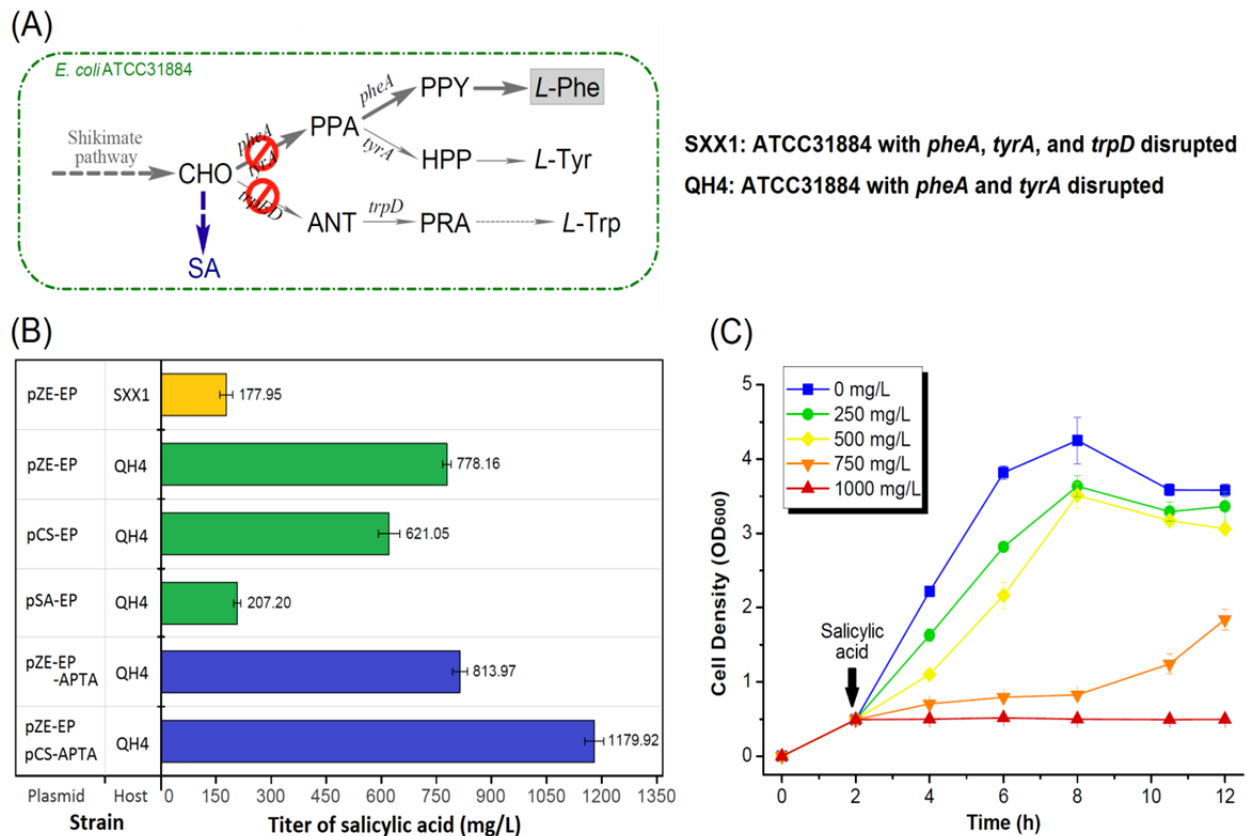 (A)
E. coli ATCC31884
Shikimate
pathway
CHO
pheA
tyrA
trpED
SA
PPA
pheA
PPY
L-Phe
tyrA
HPP
L-Tyr
ANT
trpD
PRA
L-Trp
SXX1: ATCC31884 with pheA, tyrA, and trpD disrupted
QH4: ATCC31884 with pheA and tyrA disrupted
(B)
pZE-EP SXX1 177.95
pZE-EP QH4 778.16
pCS-EP QH4 621.05
pSA-EP QH4 207.20
pZE-EP
-APTA QH4 813.97
pZE-EP
pCS-APTA QH4 1179.92
Plasmid Host 0 150 300 450 600 750 900 1050 1200 1350
Strain Titer of salicylic acid (mg/L)
(C)
0 mg/L
250 mg/L
500 mg/L
750 mg/L
1000 mg/L
Cell Density (OD600)
5
4
3
2
1
0
Salicylic
acid
0 2 4 6 8 10 12
Time (h)